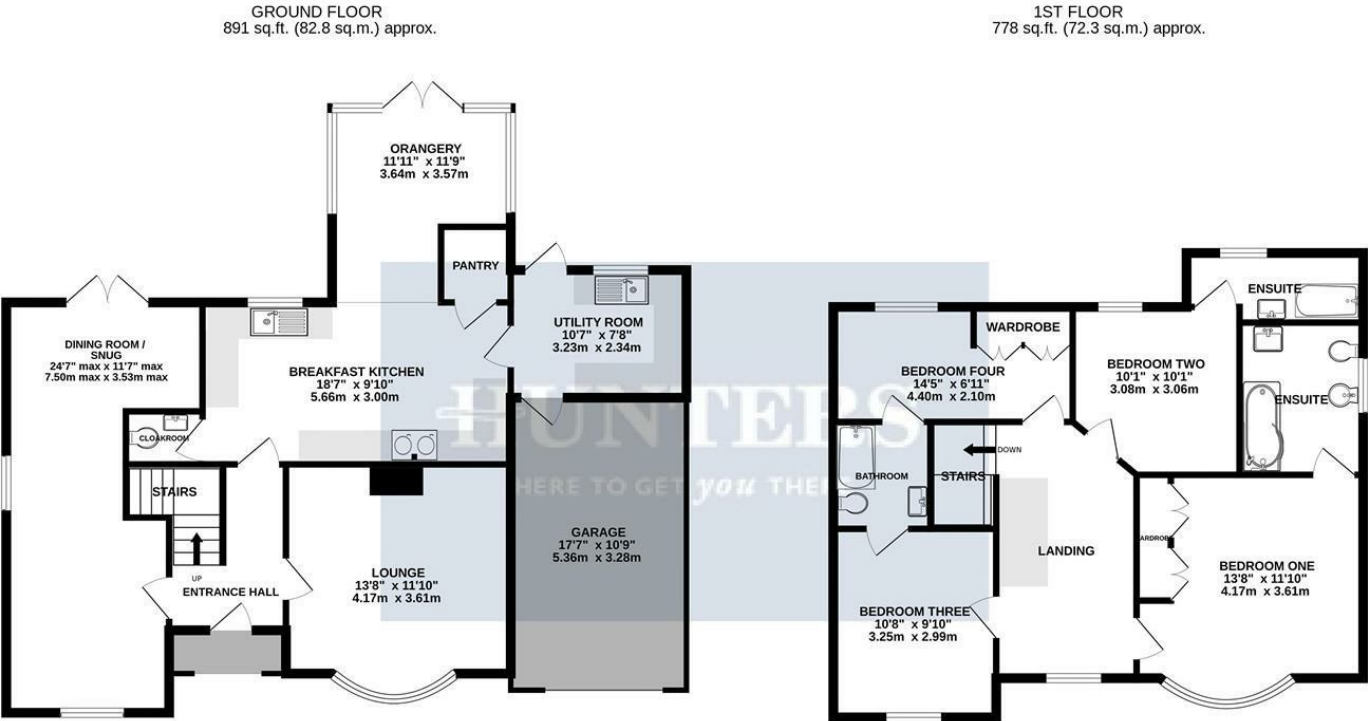 GROUND FLOOR
891 sq.ft. (82.8 sq.m.) approx.
1ST FLOOR
778 sq.ft. (72.3 sq.m.) approx.
ORANGERY
11'11" x 11'9"
3.64m x 3.57m
PANTRY
UTILITY ROOM
10'7" x 7'8"
3.23m x 2.34m
DINING ROOM /
SNUG
24'7" max x 11'7" max
7.50m max x 3.53m max
BREAKFAST KITCHEN
18'7" x 9'10"
5.66m x 3.00m
CLOAKROOM
STAIRS
UP
ENTRANCE HALL
LOUNGE
13'8" x 11'10"
4.17m x 3.61m
GARAGE
17'7" x 10'9"
5.36m x 3.28m
HUNTERS
HERE TO GET you THE
ENSUITE
WARDROBE
BEDROOM FOUR
14'5" x 6'11"
4.40m x 2.10m
BEDROOM TWO
10'1" x 10'1"
3.08m x 3.06m
ENSUITE
BATHROOM
STAIRS
DOWN
LANDING
ARDROBE
BEDROOM ONE
13'8" x 11'10"
4.17m x 3.61m
BEDROOM THREE
10'8" x 9'10"
3.25m x 2.99m